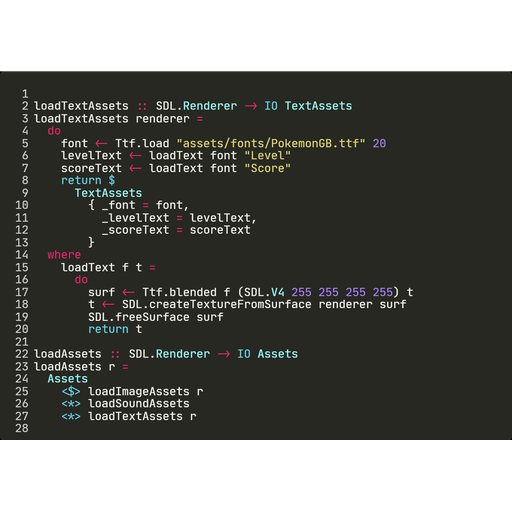 1
2 loadTextAssets :: SDL.Renderer -> IO TextAssets
3 loadTextAssets renderer =
4   do
5     font <- Ttf.load "assets/fonts/PokemonGB.ttf" 20
6     levelText <- loadText font "Level"
7     scoreText <- loadText font "Score"
8     return $
9       TextAssets
10         { _font = font,
11           _levelText = levelText,
12           _scoreText = scoreText
13         }
14   where
15     loadText f t =
16       do
17         surf <- Ttf.blended f (SDL.V4 255 255 255 255) t
18         t <- SDL.createTextureFromSurface renderer surf
19         SDL.freeSurface surf
20         return t
21
22 loadAssets :: SDL.Renderer -> IO Assets
23 loadAssets r =
24   Assets
25     <$> loadImageAssets r
26     <*> loadSoundAssets
27     <*> loadTextAssets r
28